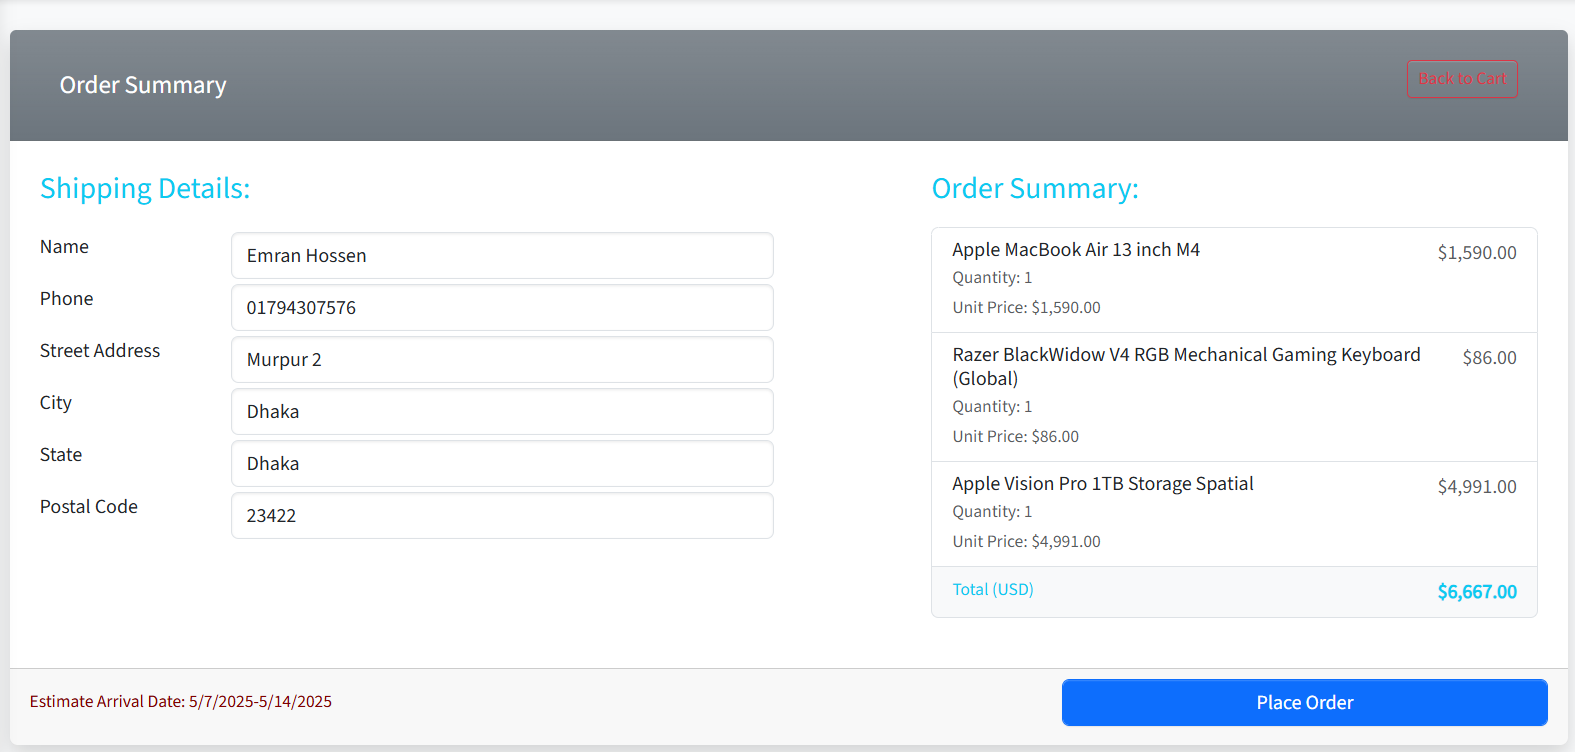 Order Summary
Back to Cart
Shipping Details:
Name
Emran Hossen
Phone
01794307576
Street Address
Murpur 2
City
Dhaka
State
Dhaka
Postal Code
23422
Order Summary:
Apple MacBook Air 13 inch M4
$1,590.00
Quantity: 1
Unit Price: $1,590.00
Razer BlackWidow V4 RGB Mechanical Gaming Keyboard
$86.00
(Global)
Quantity: 1
Unit Price: $86.00
Apple Vision Pro 1TB Storage Spatial
$4,991.00
Quantity: 1
Unit Price: $4,991.00
Total (USD)
$6,667.00
Estimate Arrival Date: 5/7/2025-5/14/2025
Place Order